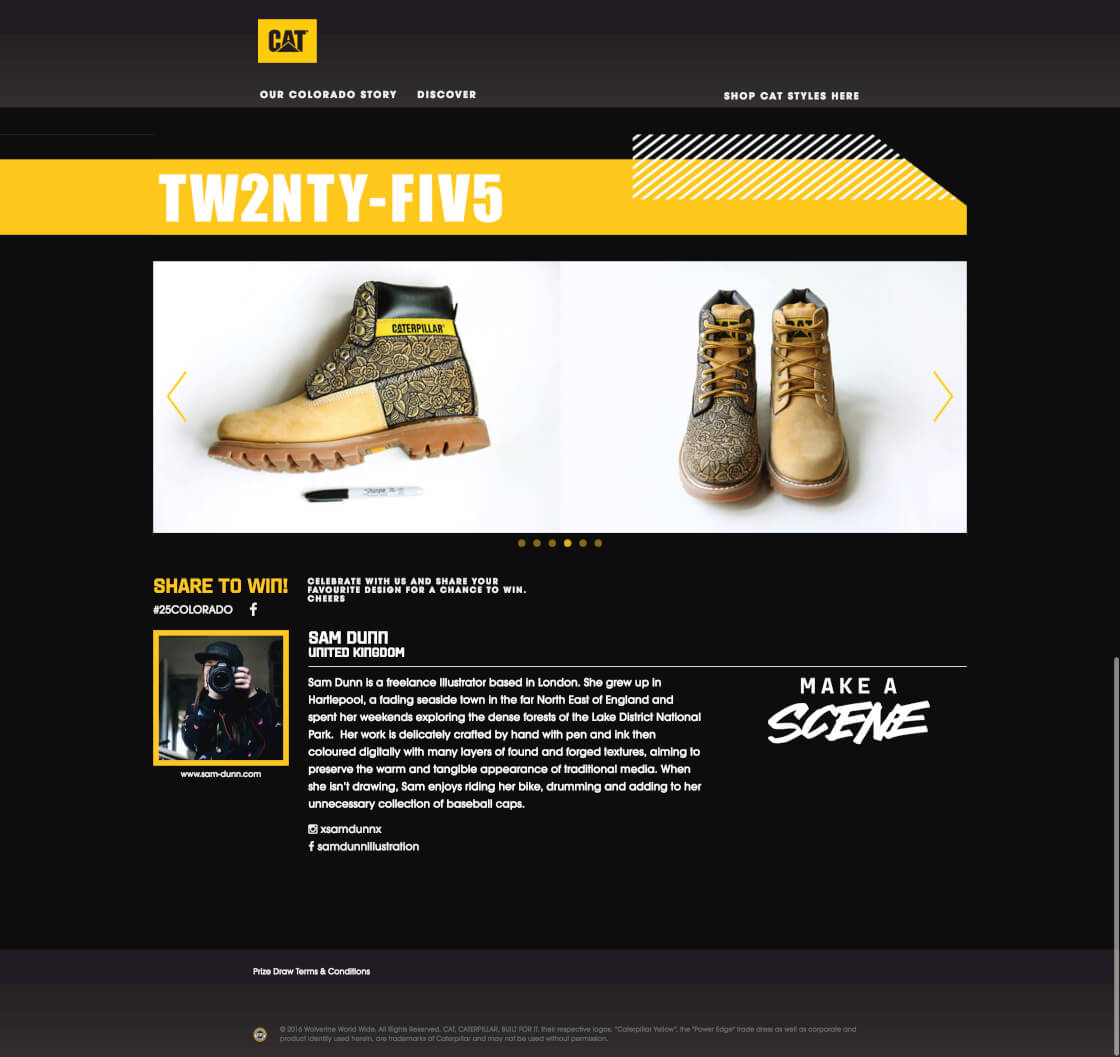 CAT
OUR COLORADO STORY DISCOVER
SHOP CAT STYLES HERE
TW2NTY-FIV5
CATERPILLAR
CAT CAT
Sharpie
SHARE TO WIN!
#25COLORADO
CELEBRATE WITH US AND SHARE YOUR
FAVOURITE DESIGN FOR A CHANCE TO WIN.
CHEERS
SAM DUNN
UNITED KINGDOM
www.sam-dunn.com
Sam Dunn is a freelance illustrator based in London. She grew up in
Hartlepool, a fading seaside town in the far North East of England and
spent her weekends exploring the dense forests of the Lake District National
Park. Her work is delicately crafted by hand with pen and ink then
coloured digitally with many layers of found and forged textures, aiming to
preserve the warm and tangible appearance of traditional media. When
she isn't drawing, Sam enjoys riding her bike, drumming and adding to her
unnecessary collection of baseball caps.
xsamdunnx
samdunnillustration
MAKE A
SCENE
Prize Draw Terms & Conditions
© 2016 Wolverine World Wide. All Rights Reserved. CAT, CATERPILLAR, BUILT FOR IT, their respective logos, "Caterpillar Yellow", the "Power Edge" trade dress as well as corporate and
product identity used herein, are trademarks of Caterpillar and may not be used without permission.